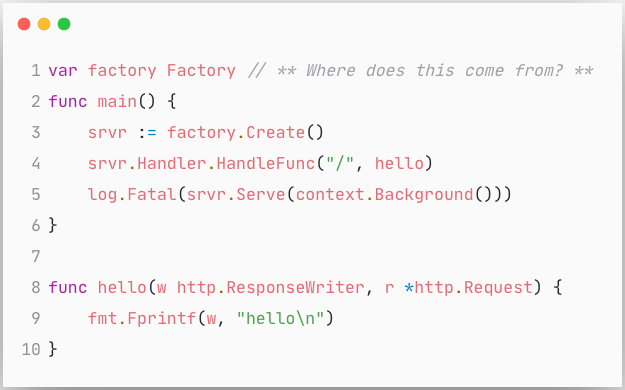 1 var factory Factory // ** Where does this come from? **
2 func main() {
3     srvr := factory.Create()
4     srvr.Handler.HandleFunc("/", hello)
5     log.Fatal(srvr.Serve(context.Background()))
6 }
7
8 func hello(w http.ResponseWriter, r *http.Request) {
9     fmt.Fprintf(w, "hello\n")
10 }